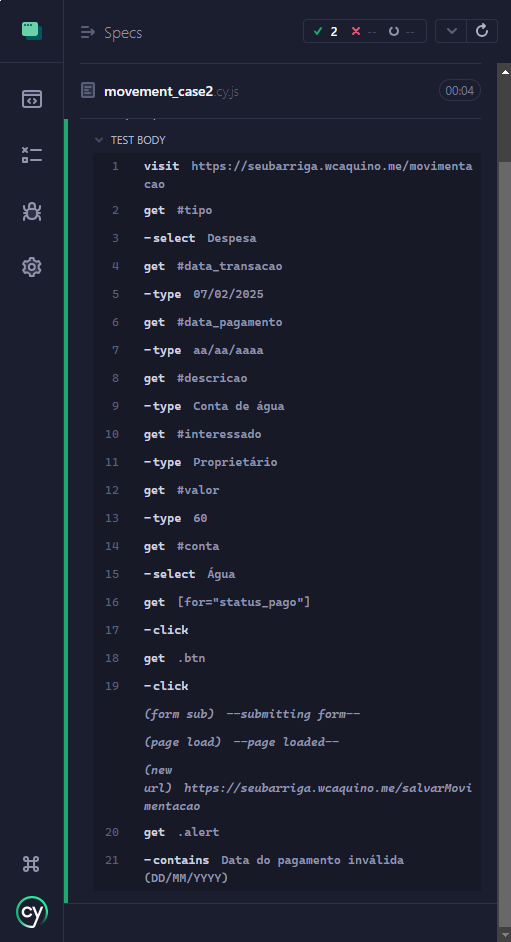 Specs
2
--
--
movement_case2.cy.js
00:04
TEST BODY
1 visit https://seubarriga.wcaquino.me/movimenta
cao
2 get #tipo
3 -select Despesa
4 get #data_transacao
5 -type 07/02/2025
6 get #data_pagamento
7 -type aa/aa/aaaa
8 get #descricao
9 -type Conta de água
10 get #interessado
11 -type Proprietário
12 get #valor
13 -type 60
14 get #conta
15 -select Água
16 get [for="status_pago"]
17 -click
18 get .btn
19 -click
(form sub) --submitting form--
(page load) --page loaded--
(new
url) https://seubarriga.wcaquino.me/salvarMovi
mentacao
20 get .alert
21 -contains Data do pagamento inválida
(DD/MM/YYYY)
cy